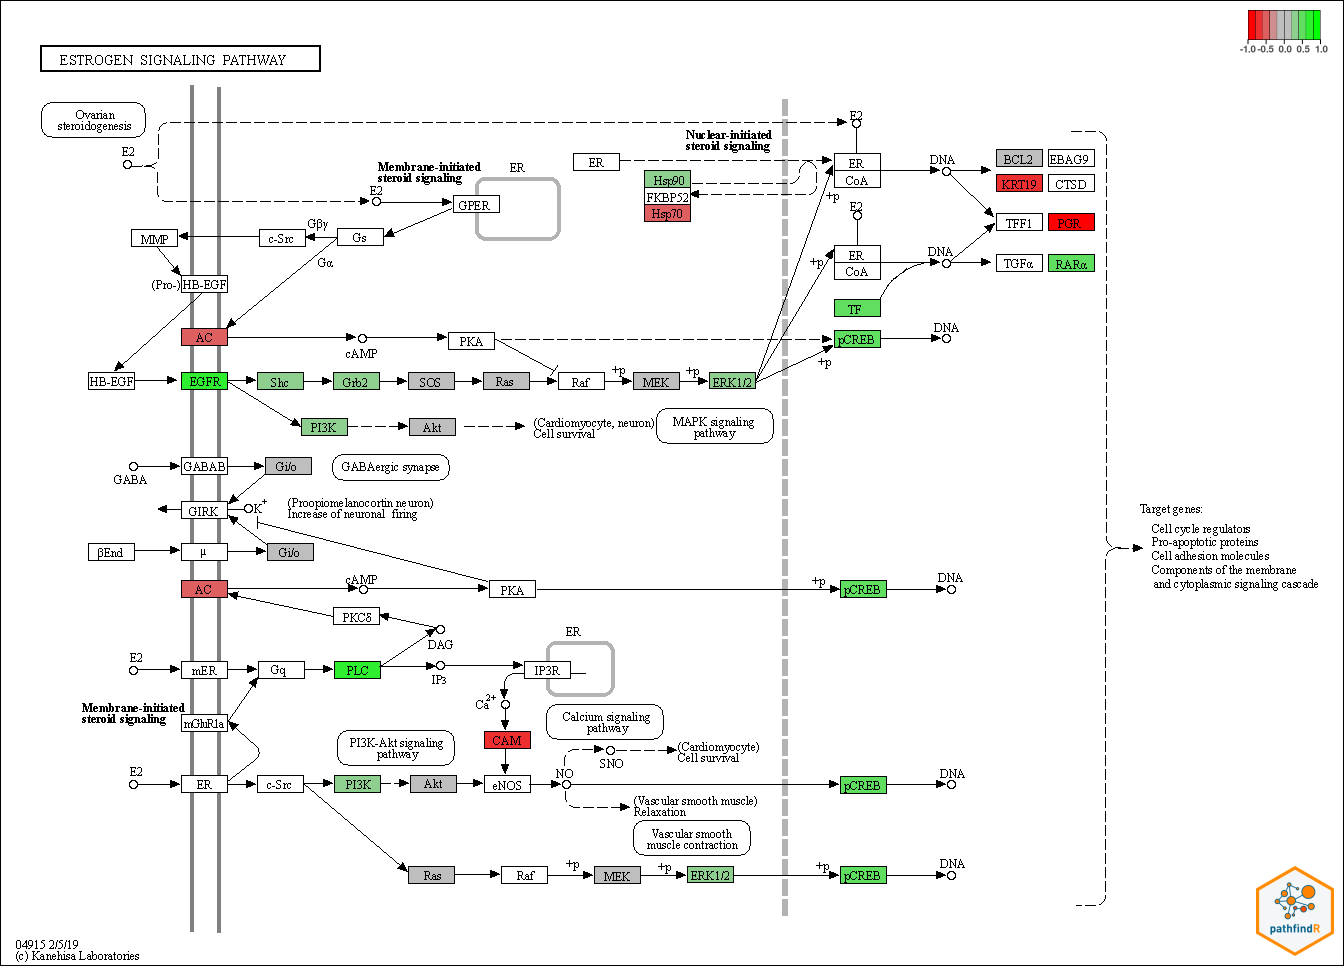 -1.0 -0.5 0.0 0.5 1.0
ESTROGEN SIGNALING PATHWAY
Ovarian
steroidogenesis
E2
E2
Membrane-initiated
steroid signaling
E2
GPER
ER
ER
Nuclear-initiated
steroid signaling
Hsp90
FKBP52
Hsp70
E2
ER
CoA
+p
DNA
BCL2
EBAG9
KRT19
CTSD
TFF1
PGR
TGFα
RARα
E2
ER
CoA
+p
DNA
TF
MMP
c-Src
Gβγ
Gs
Gα
(Pro-)
HB-EGF
AC
cAMP
PKA
pCREB
DNA
+p
HB-EGF
EGFR
Shc
Grb2
SOS
Ras
Raf
+p
MEK
+p
ERK1/2
PI3K
Akt
(Cardiomyocyte, neuron)
Cell survival
MAPK signaling
pathway
GABA
GABAB
Gi/o
GABAergic synapse
GIRK
K+
(Proopiomelanocortin neuron)
Increase of neuronal firing
βEnd
μ
Gi/o
AC
cAMP
PKA
+p
pCREB
DNA
PKCδ
DAG
E2
mER
Gq
PLC
IP3
ER
IP3R
Ca2+
Membrane-initiated
steroid signaling
mGluR1a
CAM
Calcium signaling
pathway
PI3K-Akt signaling
pathway
(Cardiomyocyte)
Cell survival
SNO
E2
ER
c-Src
PI3K
Akt
eNOS
NO
pCREB
DNA
(Vascular smooth muscle)
Relaxation
Vascular smooth
muscle contraction
Ras
Raf
+p
MEK
+p
ERK1/2
+p
pCREB
DNA
Target genes:
Cell cycle regulators
Pro-apoptotic proteins
Cell adhesion molecules
Components of the membrane
and cytoplasmic signaling cascade
04915 2/5/19
(c) Kanehisa Laboratories
pathfindR